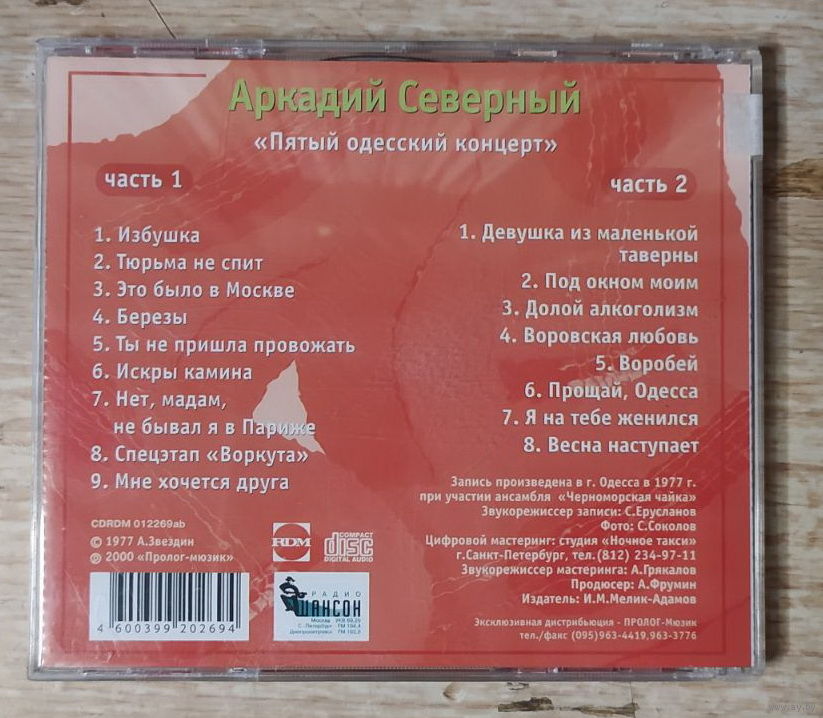 Аркадий Северный
«Пятый одесский концерт»
часть 1
1. Избушка
2. Тюрьма не спит
3. Это было в Москве
4. Березы
5. Ты не пришла провожать
6. Искры камина
7. Нет, мадам,
не бывал я в Париже
8. Спецэтап «Воркута»
9. Мне хочется друга
часть 2
1. Девушка из маленькой
таверны
2. Под окном моим
3. Долой алкоголизм
4. Воровская любовь
5. Воробей
6. Прощай, Одесса
7. Я на тебе женился
8. Весна наступает
Запись произведена в г. Одесса в 1977 г.
при участии ансамбля «Черноморская чайка»
Звукорежиссер записи: С.Ерусланов
Фото: С.Соколов
Цифровой мастеринг: студия «Ночное такси»
г.Санкт-Петербург, тел.(812) 234-97-11
Звукорежиссер мастеринга: А.Грякалов
Продюсер: А.Фрумин
Издатель: И.М.Мелик-Адамов
Эксклюзивная дистрибьюция - ПРОЛОГ-Мюзик
тел./факс (095)963-4419,963-3776
CDRDM 012269ab
℗ 1977 А.Звездин
© 2000 «Пролог-мюзик»
RDM
COMPACT
disc
DIGITAL AUDIO
4 600399 202694
РАДИО
ШАНСОН
Москва
С.-Петербург
Днепропетровск
www.ay.by